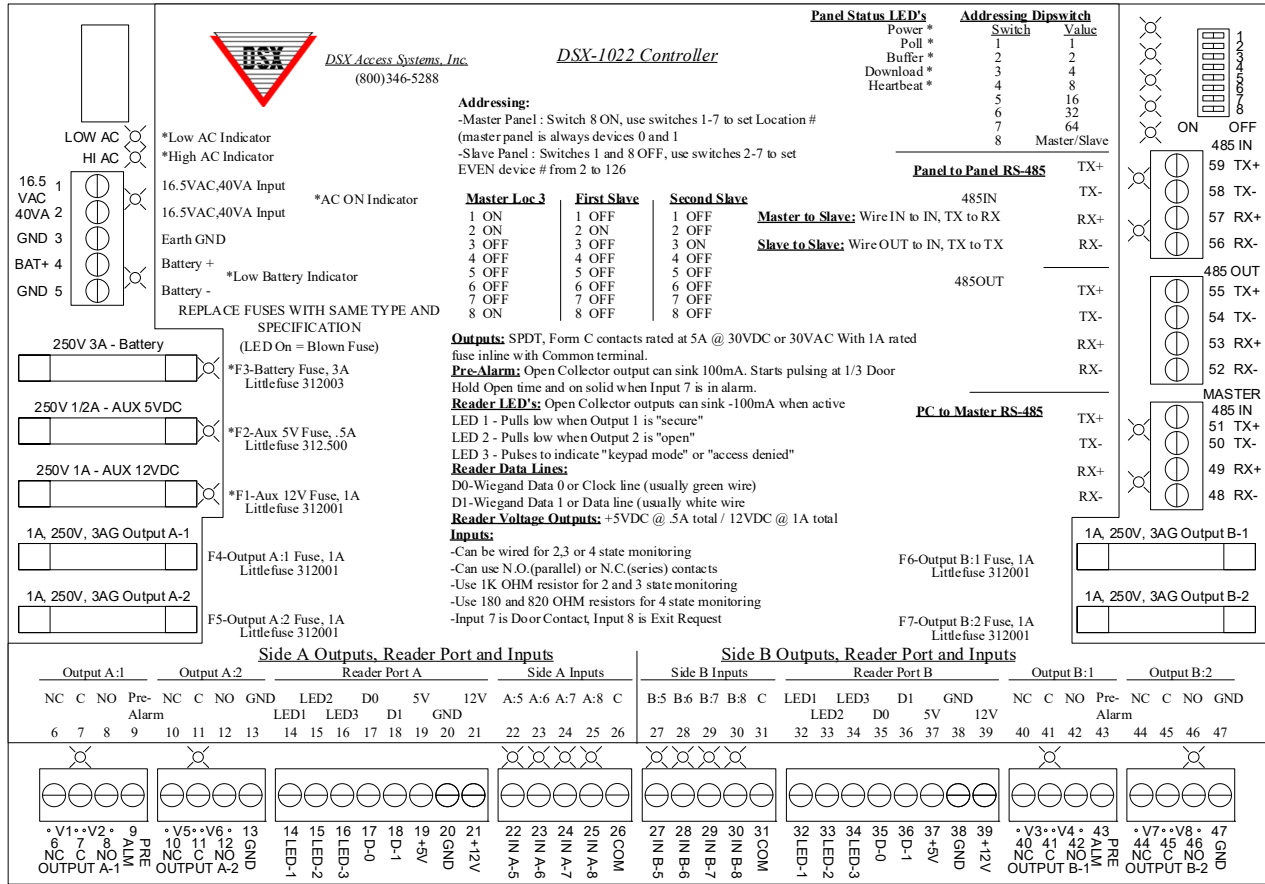 DSX
DSX Access Systems, Inc.
(800)346-5288
DSX-1022 Controller
Panel Status LED's
Power *
Poll *
Buffer *
Download *
Heartbeat *
Addressing Dipswitch
Switch Value
1 1
2 2
3 4
4 8
5 16
6 32
7 64
8 Master/Slave
1
2
3
4
5
6
7
8
ON OFF
LOW AC
HI AC
*Low AC Indicator
*High AC Indicator
16.5
VAC
40VA
1
2
GND 3
BAT+ 4
GND 5
16.5VAC,40VA Input
*AC ON Indicator
16.5VAC,40VA Input
Earth GND
Battery +
*Low Battery Indicator
Battery -
REPLACE FUSES WITH SAME TYPE AND
SPECIFICATION
(LED On = Blown Fuse)
250V 3A - Battery
*F3-Battery Fuse, 3A
Littlefuse 312003
250V 1/2A - AUX 5VDC
*F2-Aux 5V Fuse, .5A
Littlefuse 312.500
250V 1A - AUX 12VDC
*F1-Aux 12V Fuse, 1A
Littlefuse 312001
1A, 250V, 3AG Output A-1
F4-Output A:1 Fuse, 1A
Littlefuse 312001
1A, 250V, 3AG Output A-2
F5-Output A:2 Fuse, 1A
Littlefuse 312001
Addressing:
-Master Panel : Switch 8 ON, use switches 1-7 to set Location #
(master panel is always devices 0 and 1
-Slave Panel : Switches 1 and 8 OFF, use switches 2-7 to set
EVEN device # from 2 to 126
Master Loc 3 First Slave Second Slave
1 ON 1 OFF 1 OFF
2 ON 2 ON 2 OFF
3 OFF 3 OFF 3 ON
4 OFF 4 OFF 4 OFF
5 OFF 5 OFF 5 OFF
6 OFF 6 OFF 6 OFF
7 OFF 7 OFF 7 OFF
8 ON 8 OFF 8 OFF
Outputs: SPDT, Form C contacts rated at 5A @ 30VDC or 30VAC With 1A rated
fuse inline with Common terminal.
Pre-Alarm: Open Collector output can sink 100mA. Starts pulsing at 1/3 Door
Hold Open time and on solid when Input 7 is in alarm.
Reader LED's: Open Collector outputs can sink -100mA when active
LED 1 - Pulls low when Output 1 is "secure"
LED 2 - Pulls low when Output 2 is "open"
LED 3 - Pulses to indicate "keypad mode" or "access denied"
Reader Data Lines:
D0-Wiegand Data 0 or Clock line (usually green wire)
D1-Wiegand Data 1 or Data line (usually white wire
Reader Voltage Outputs: +5VDC @ .5A total / 12VDC @ 1A total
Inputs:
-Can be wired for 2,3 or 4 state monitoring
-Can use N.O.(parallel) or N.C.(series) contacts
-Use 1K OHM resistor for 2 and 3 state monitoring
-Use 180 and 820 OHM resistors for 4 state monitoring
-Input 7 is Door Contact, Input 8 is Exit Request
Panel to Panel RS-485
485IN
Master to Slave: Wire IN to IN, TX to RX
Slave to Slave: Wire OUT to IN, TX to TX
485OUT
PC to Master RS-485
TX+
TX-
RX+
RX-
TX+
TX-
RX+
RX-
TX+
TX-
RX+
RX-
485 IN
59 TX+
58 TX-
57 RX+
56 RX-
485 OUT
55 TX+
54 TX-
53 RX+
52 RX-
MASTER
485 IN
51 TX+
50 TX-
49 RX+
48 RX-
1A, 250V, 3AG Output B-1
F6-Output B:1 Fuse, 1A
Littlefuse 312001
1A, 250V, 3AG Output B-2
F7-Output B:2 Fuse, 1A
Littlefuse 312001
Side A Outputs, Reader Port and Inputs
Side B Outputs, Reader Port and Inputs
Output A:1 Output A:2 Reader Port A Side A Inputs Side B Inputs Reader Port B Output B:1 Output B:2
NC C NO Pre- NC C NO GND LED2 D0 5V 12V A:5 A:6 A:7 A:8 C B:5 B:6 B:7 B:8 C LED1 LED3 D1 GND NC C NO Pre- NC C NO GND
Alarm LED1 LED3 D1 GND LED2 D0 5V 12V Alarm
6 7 8 9 10 11 12 13 14 15 16 17 18 19 20 21 22 23 24 25 26 27 28 29 30 31 32 33 34 35 36 37 38 39 40 41 42 43 44 45 46 47
V1 V2
6 NC
7 C
8 NO
9 PRE ALM
OUTPUT A-1
V5 V6
10 NC
11 C
12 NO
13 GND
OUTPUT A-2
14 LED-1
15 LED-2
16 LED-3
17 D-0
18 D-1
19 +5V
20 GND
21 +12V
22 IN A-5
23 IN A-6
24 IN A-7
25 IN A-8
26 COM
27 IN B-5
28 IN B-6
29 IN B-7
30 IN B-8
31 COM
32 LED-1
33 LED-2
34 LED-3
35 D-0
36 D-1
37 +5V
38 GND
39 +12V
V3 V4
40 NC
41 C
42 NO
43 PRE ALM
OUTPUT B-1
V7 V8
44 NC
45 C
46 NO
47 GND
OUTPUT B-2